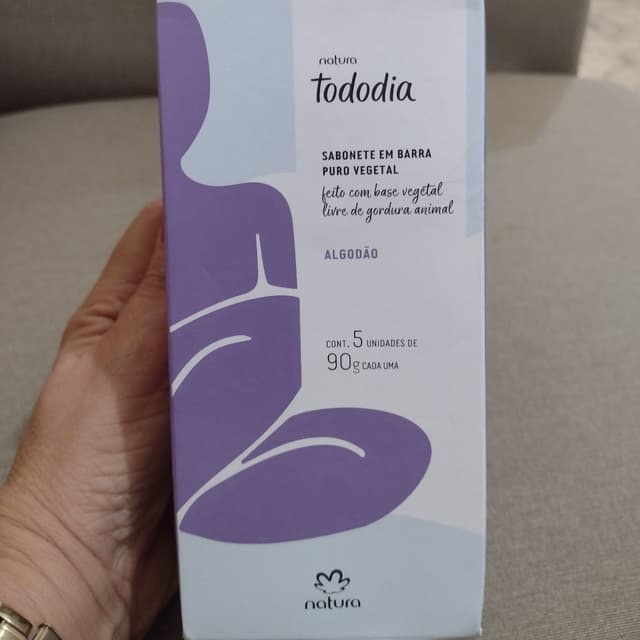 natura
tododia
SABONETE EM BARRA
PURO VEGETAL
feito com base vegetal
livre de gordura animal
ALGODÃO
CONT. 5 UNIDADES DE
90g CADA UMA
natura